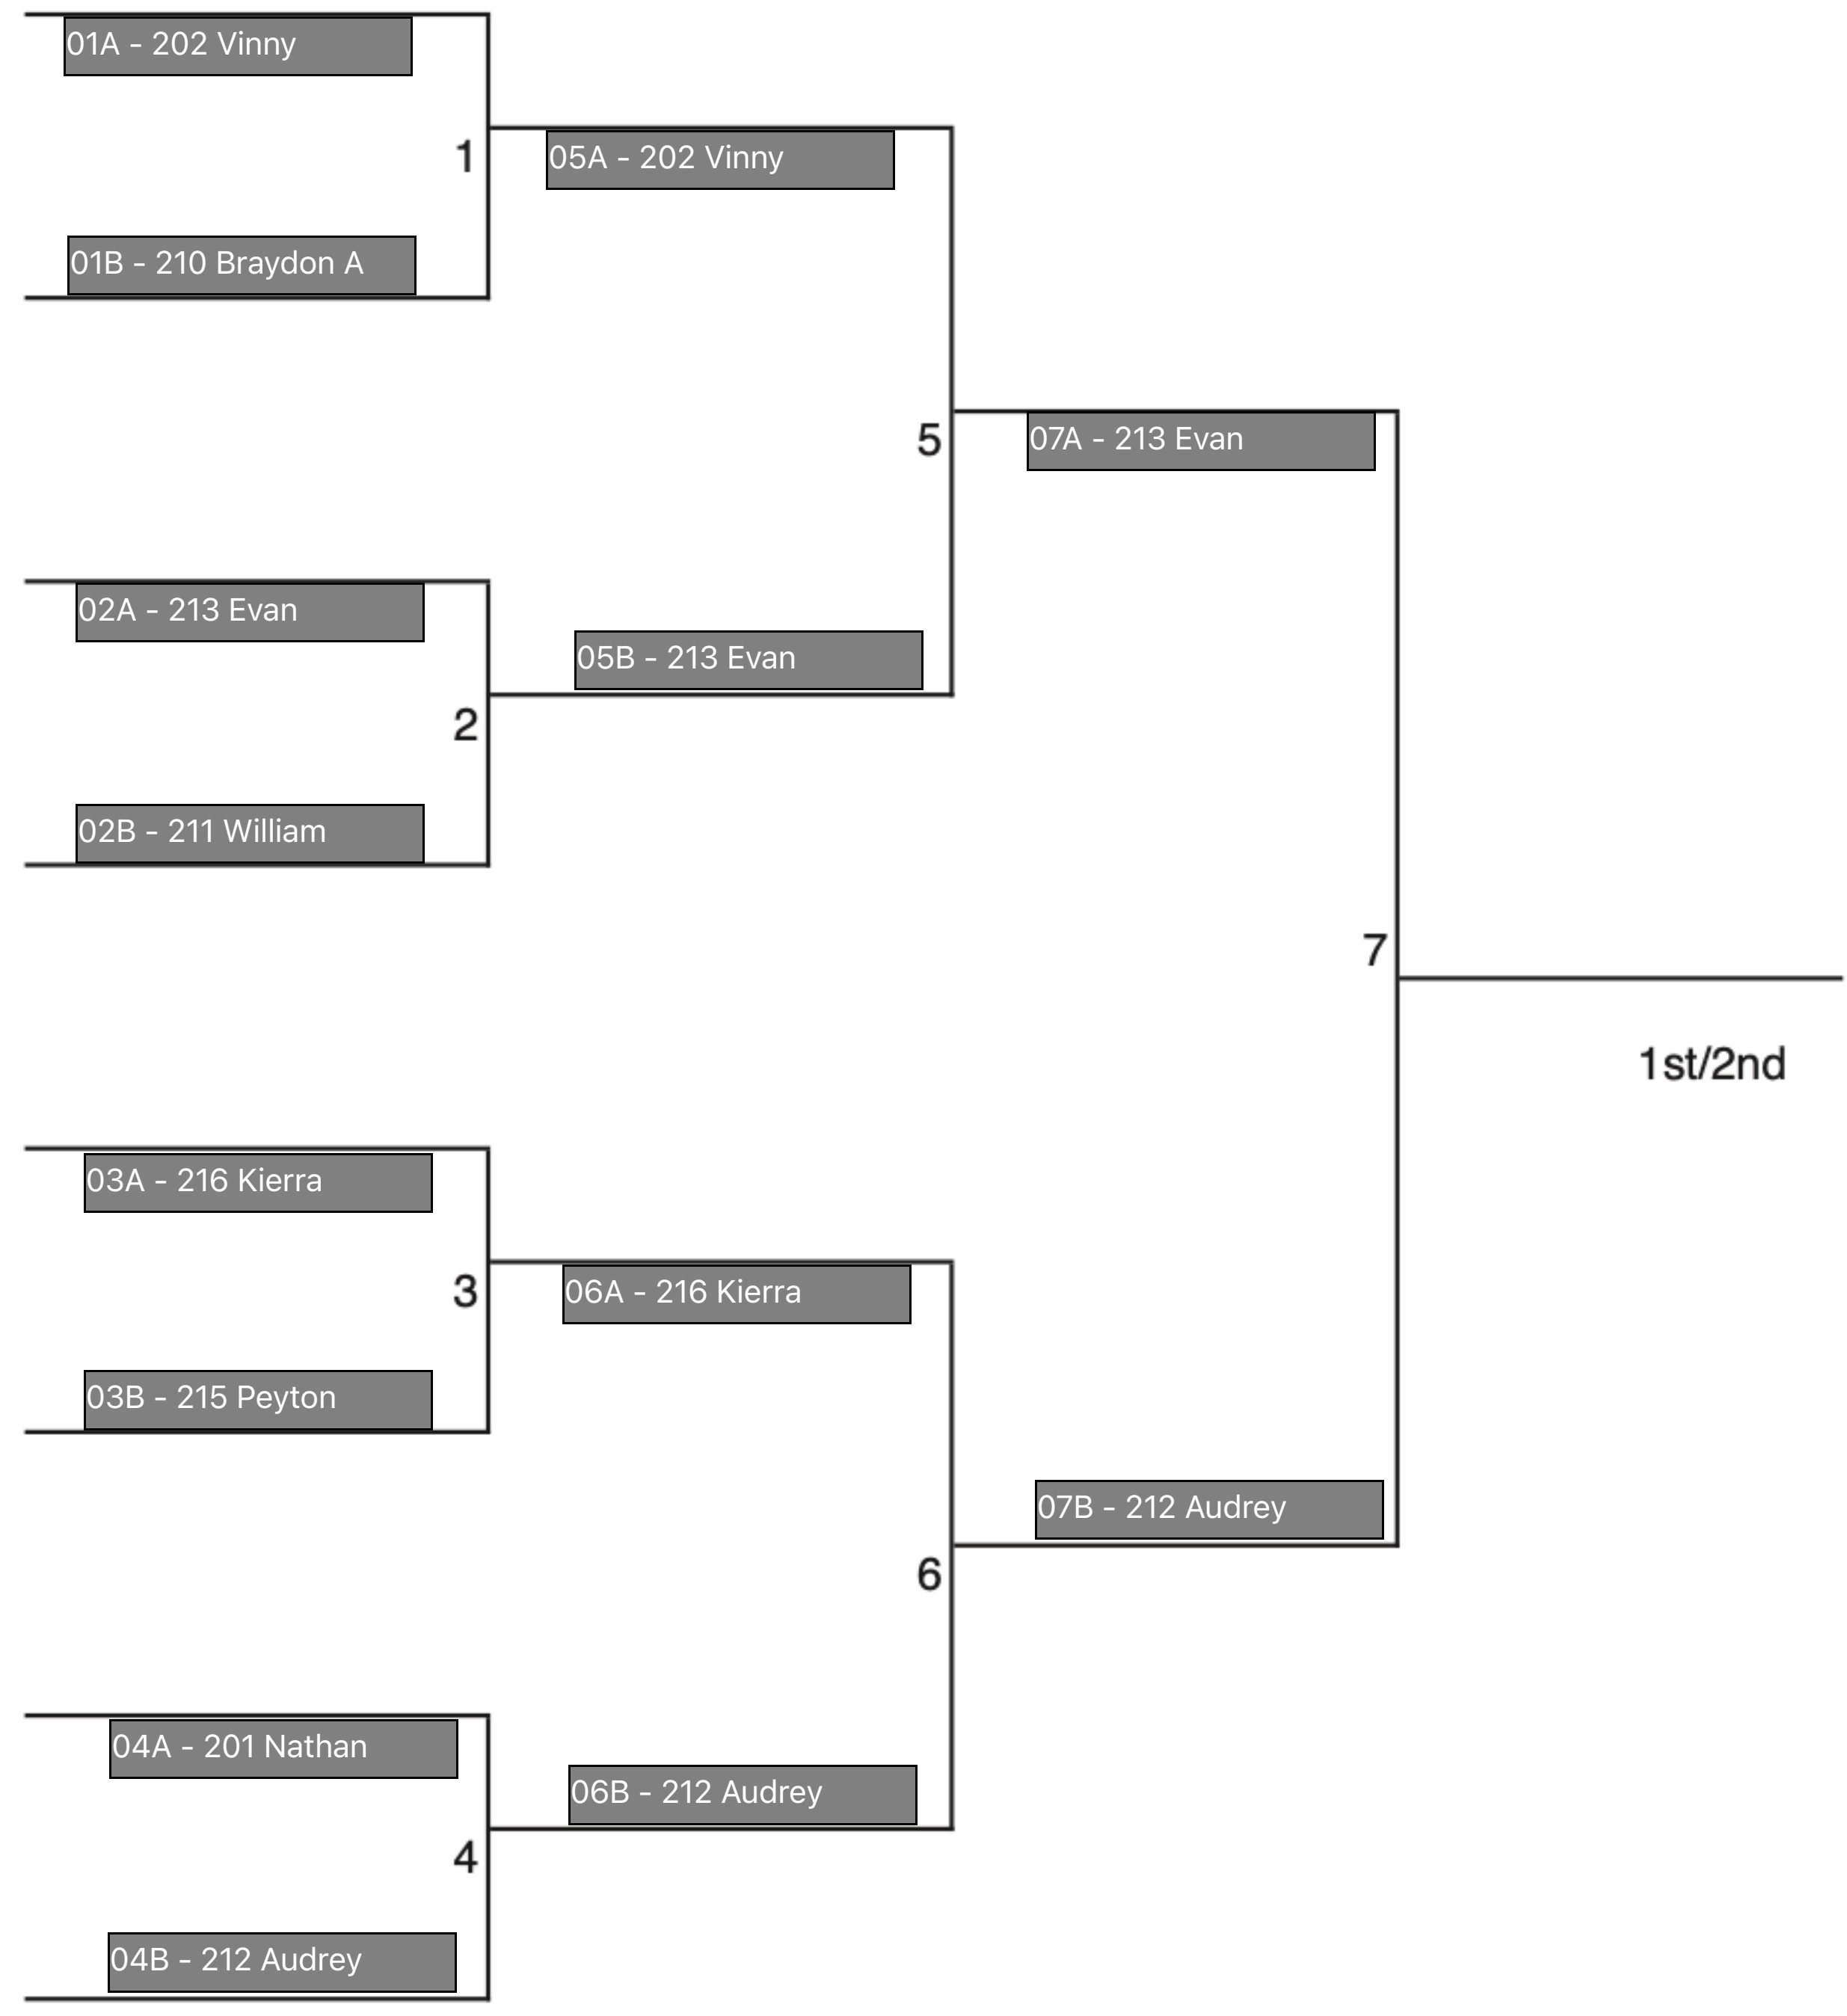 01A - 202 Vinny
1
01B - 210 Braydon A
05A - 202 Vinny
5
07A - 213 Evan
02A - 213 Evan
05B - 213 Evan
2
02B - 211 William
7
1st/2nd
03A - 216 Kierra
3
06A - 216 Kierra
03B - 215 Peyton
07B - 212 Audrey
6
04A - 201 Nathan
06B - 212 Audrey
4
04B - 212 Audrey